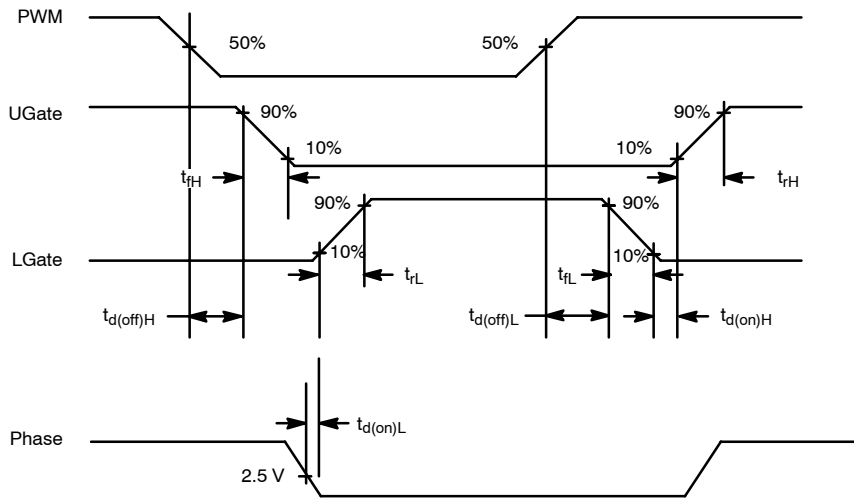 PWM
50%
50%
UGate
90%
90%
10%
10%
tfH
trH
90%
90%
LGate
10%
10%
trL
tfL
td(off)H
td(off)L
td(on)H
td(on)L
Phase
2.5 V